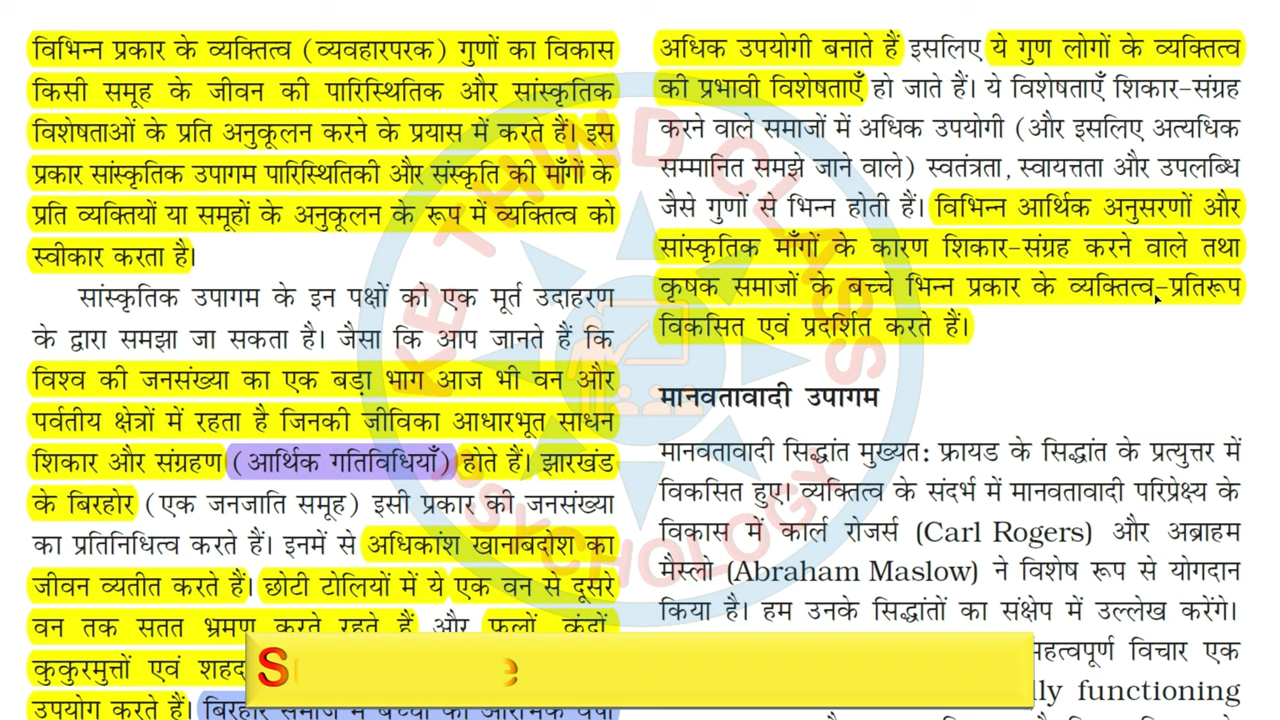 विभिन्न प्रकार के व्यक्तित्व (व्यवहारपरक) गुणों का विकास
किसी समूह के जीवन की पारिस्थितिक और सांस्कृतिक
विशेषताओं के प्रति अनुकूलन करने के प्रयास में करते हैं। इस
प्रकार सांस्कृतिक उपागम पारिस्थितिकी और संस्कृति की माँगों के
प्रति व्यक्तियों या समूहों के अनुकूलन के रूप में व्यक्तित्व को
स्वीकार करता है।
सांस्कृतिक उपागम के इन पक्षों को एक मूर्त उदाहरण
के द्वारा समझा जा सकता है। जैसा कि आप जानते हैं कि
विश्व की जनसंख्या का एक बड़ा भाग आज भी वन और
पर्वतीय क्षेत्रों में रहता है जिनकी जीविका आधारभूत साधन
शिकार और संग्रहण (आर्थिक गतिविधियाँ) होते हैं। झारखंड
के बिरहोर (एक जनजाति समूह) इसी प्रकार की जनसंख्या
का प्रतिनिधित्व करते हैं। इनमें से अधिकांश खानाबदोश का
जीवन व्यतीत करते हैं। छोटी टोलियों में ये एक वन से दूसरे
वन तक सतत भ्रमण करते रहते हैं और फलों, कंदों,
कुकुरमुत्तों एवं शहद
उपयोग करते हैं। बिरहोर समाज में बच्चों को
अधिक उपयोगी बनाते हैं इसलिए ये गुण लोगों के व्यक्तित्व
की प्रभावी विशेषताएँ हो जाते हैं। ये विशेषताएँ शिकार-संग्रह
करने वाले समाजों में अधिक उपयोगी (और इसलिए अत्यधिक
सम्मानित समझे जाने वाले) स्वतंत्रता, स्वायत्तता और उपलब्धि
जैसे गुणों से भिन्न होती हैं। विभिन्न आर्थिक अनुसरणों और
सांस्कृतिक माँगों के कारण शिकार-संग्रह करने वाले तथा
कृषक समाजों के बच्चे भिन्न प्रकार के व्यक्तित्व-प्रतिरूप
विकसित एवं प्रदर्शित करते हैं।
मानवतावादी उपागम
मानवतावादी सिद्धांत मुख्यत: फ्रायड के सिद्धांत के प्रत्युत्तर में
विकसित हुए। व्यक्तित्व के संदर्भ में मानवतावादी परिप्रेक्ष्य के
विकास में कार्ल रोजर्स (Carl Rogers) और अब्राहम
मैस्लो (Abraham Maslow) ने विशेष रूप से योगदान
किया है। हम उनके सिद्धांतों का संक्षेप में उल्लेख करेंगे।
महत्वपूर्ण विचार एक
lly functioning
KB THIND CLASSES
PSYCHOLOGY